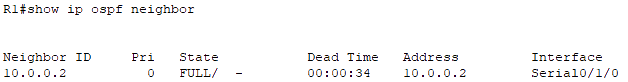 R1#show ip ospf neighbor
Neighbor ID Pri State Dead Time Address Interface
10.0.0.2 0 FULL/ - 00:00:34 10.0.0.2 Serial0/1/0